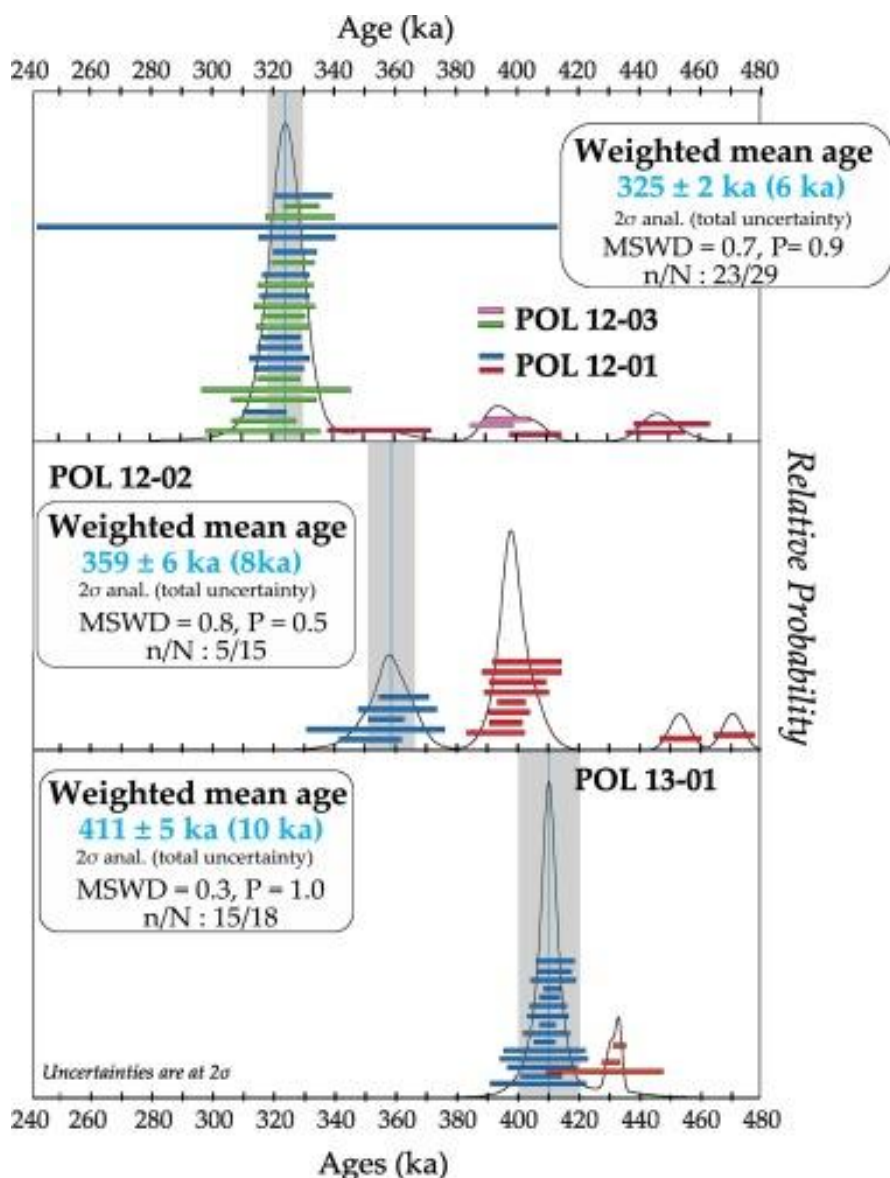 Age (ka)
240 260 280 300 320 340 360 380 400 420 440 460 480
Weighted mean age
325 ± 2 ka (6 ka)
2σ anal. (total uncertainty)
MSWD = 0.7, P= 0.9
n/N : 23/29
POL 12-03
POL 12-01
Relative Probability
POL 12-02
Weighted mean age
359 ± 6 ka (8ka)
2σ anal. (total uncertainty)
MSWD = 0.8, P = 0.5
n/N : 5/15
POL 13-01
Weighted mean age
411 ± 5 ka (10 ka)
2σ anal. (total uncertainty)
MSWD = 0.3, P = 1.0
n/N : 15/18
Uncertainties are at 2σ
240 260 280 300 320 340 360 380 400 420 440 460 480
Ages (ka)